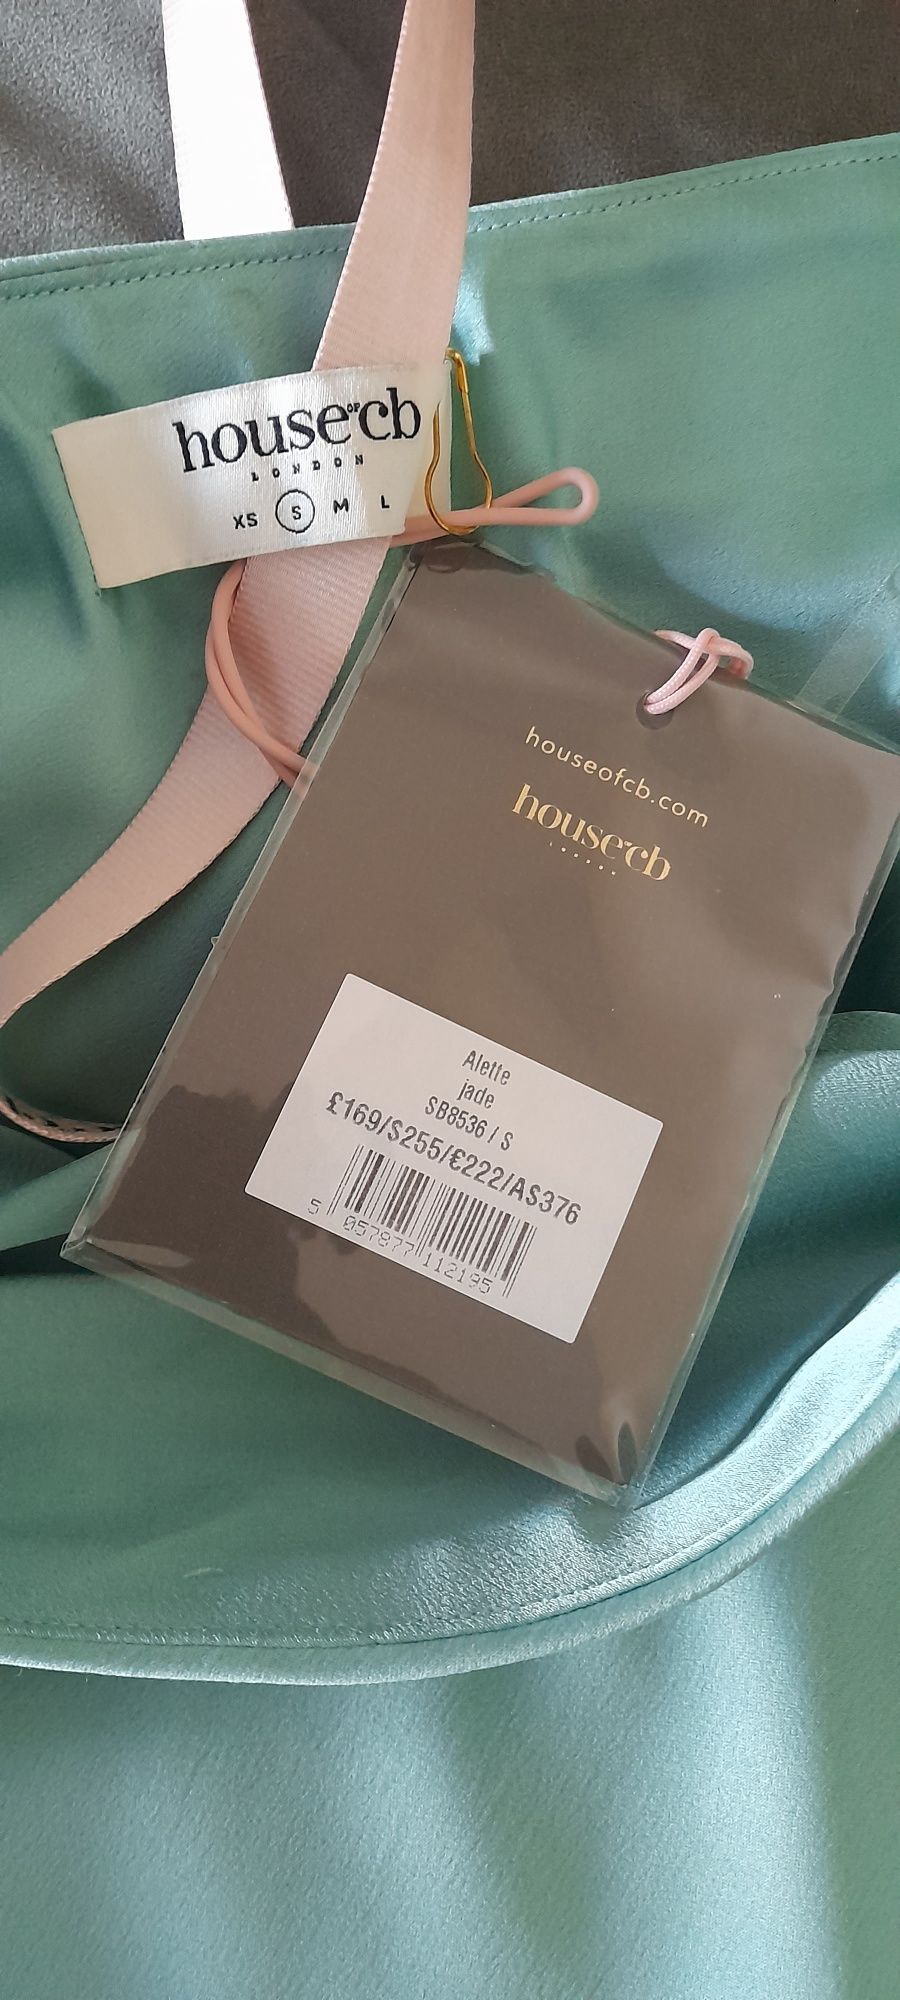 house OF cb
LONDON
XS S M L
houseofcb.com
house OF cb
LONDON
Alette
jade
SB8536 / S
£169/$255/€222/A$376
5 057877 112195